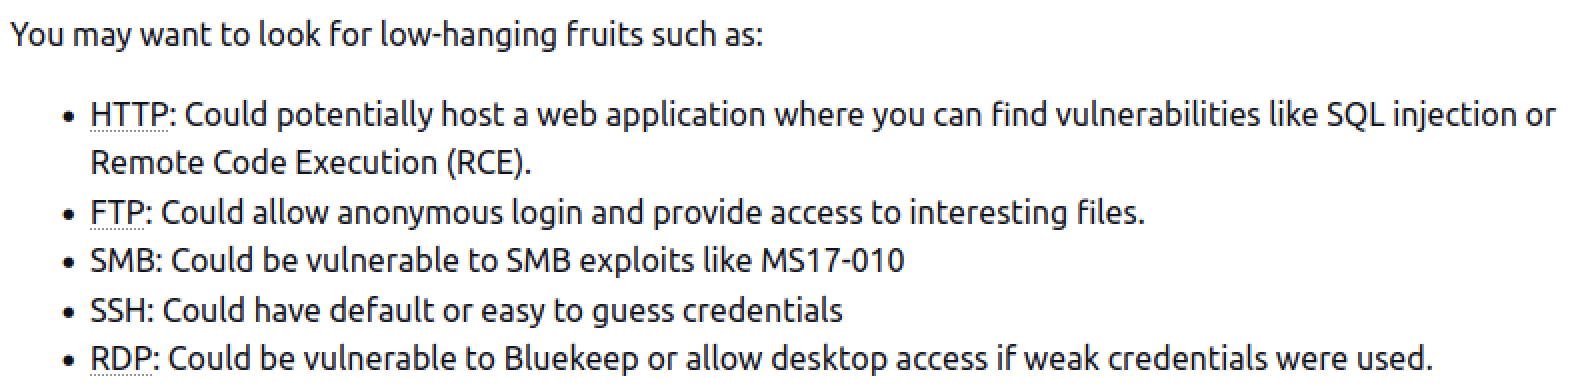 You may want to look for low-hanging fruits such as:
• HTTP: Could potentially host a web application where you can find vulnerabilities like SQL injection or
Remote Code Execution (RCE).
• FTP: Could allow anonymous login and provide access to interesting files.
• SMB: Could be vulnerable to SMB exploits like MS17-010
• SSH: Could have default or easy to guess credentials
• RDP: Could be vulnerable to Bluekeep or allow desktop access if weak credentials were used.